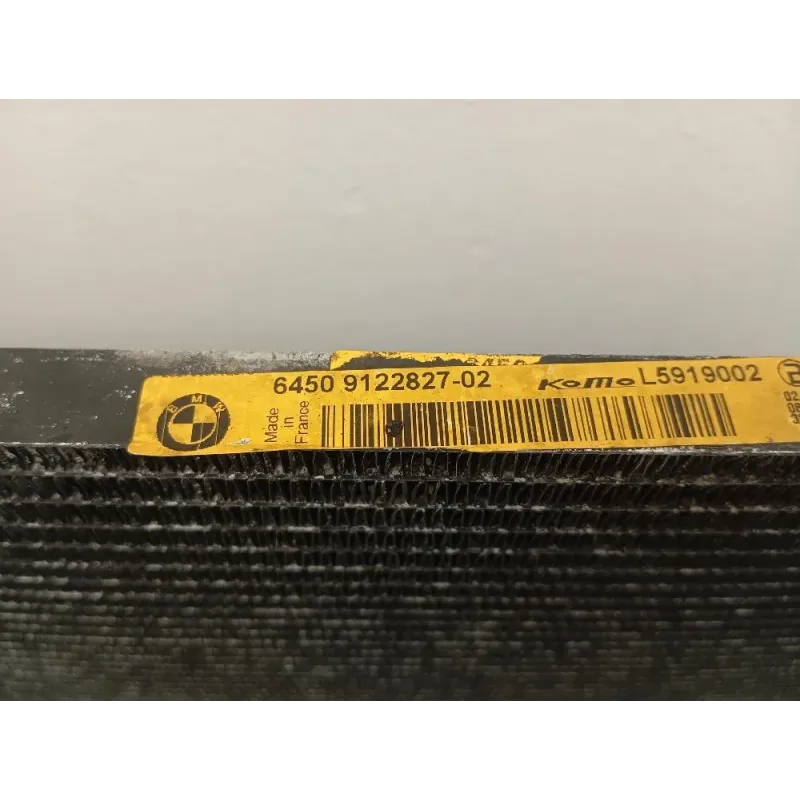 BMW
6450 9122827-02
KoMo L5919002
Made
in
France